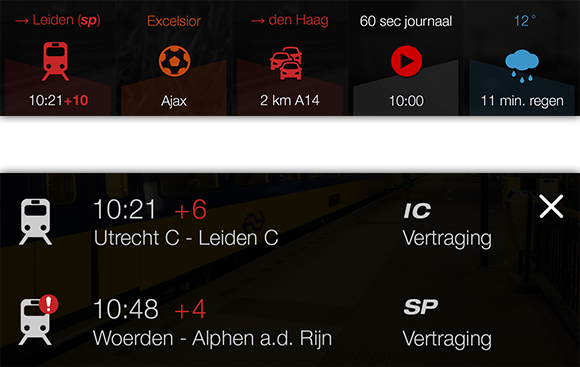 → Leiden (sp)
10:21+10
Excelsior
Ajax
→ den Haag
2 km A14
60 sec journaal
10:00
12°
11 min. regen
10:21 +6 IC
Utrecht C - Leiden C Vertraging
10:48 +4 SP
Woerden - Alphen a.d. Rijn Vertraging